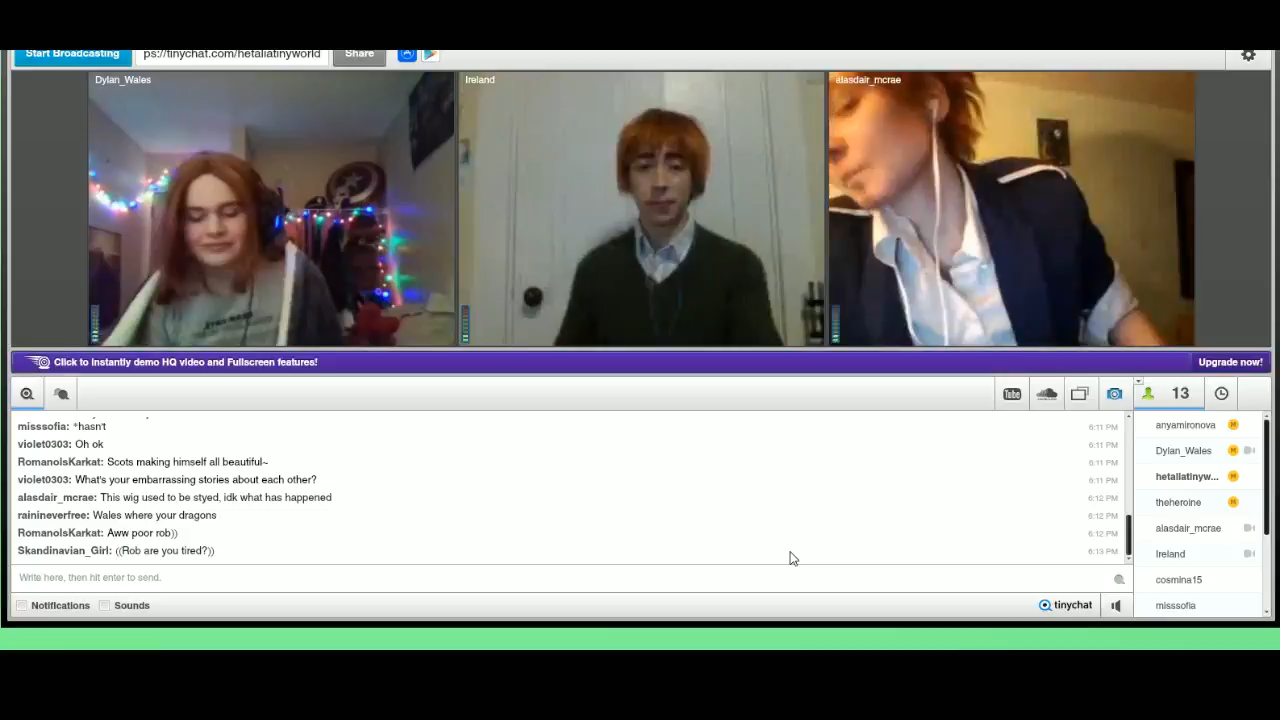 Start Broadcasting
ps://tinychat.com/hetaliatinyworld
Share
Dylan_Wales
Ireland
alasdair_mcrae
Click to instantly demo HQ video and Fullscreen features!
Upgrade now!
You Tube
13
misssofia: *hasn't 6:11 PM
violet0303: Oh ok 6:11 PM
RomanoIsKarkat: Scots making himself all beautiful~ 6:11 PM
violet0303: What's your embarrassing stories about each other? 6:11 PM
alasdair_mcrae: This wig used to be styed, idk what has happened 6:12 PM
rainineverfree: Wales where your dragons 6:12 PM
RomanoIsKarkat: Aww poor rob)) 6:12 PM
Skandinavian_Girl: ((Rob are you tired?)) 6:13 PM
anyamironova M
Dylan_Wales M
hetaliatinyw... M
theheroine M
alasdair_mcrae
Ireland
cosmina15
misssofia
Write here, then hit enter to send.
Notifications
Sounds
tinychat